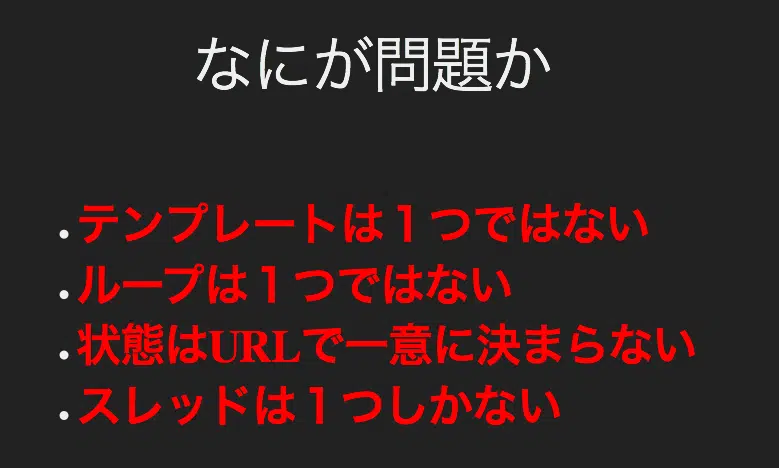 なにが問題か
・テンプレートは１つではない
・ループは１つではない
・状態はURLで一意に決まらない
・スレッドは１つしかない